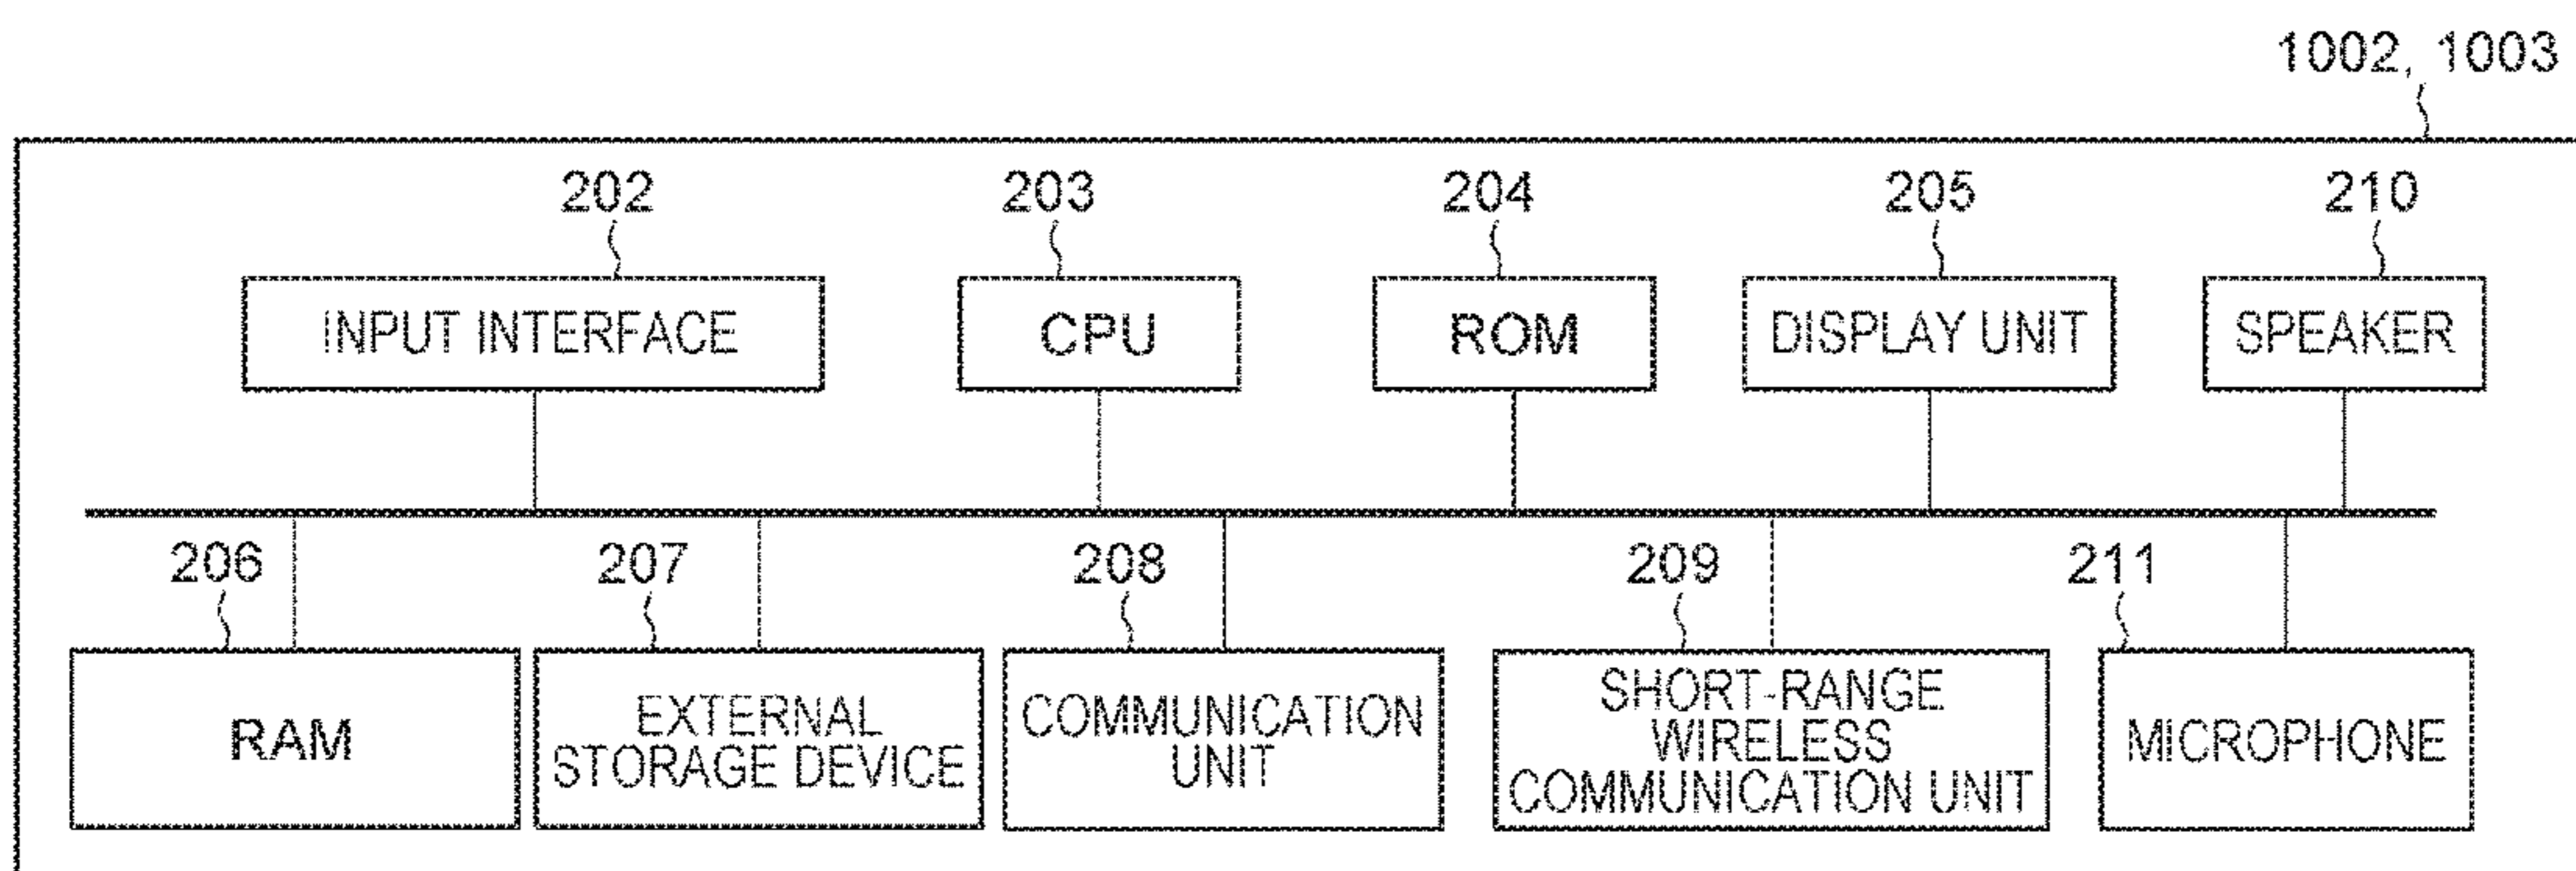 1002, 1003
202
203
204
205
210
INPUT INTERFACE
CPU
ROM
DISPLAY UNIT
SPEAKER
206
207
208
209
211
RAM
EXTERNAL
STORAGE DEVICE
COMMUNICATION
UNIT
SHORT-RANGE
WIRELESS
COMMUNICATION UNIT
MICROPHONE